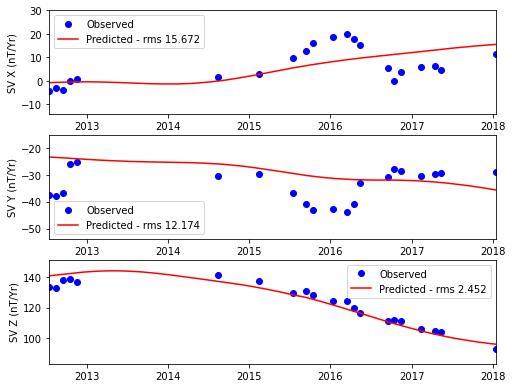 SV X (nT/Yr)
30
20
10
0
−10
Observed
Predicted - rms 15.672
2013 2014 2015 2016 2017 2018
SV Y (nT/Yr)
−20
−30
−40
−50
Observed
Predicted - rms 12.174
2013 2014 2015 2016 2017 2018
SV Z (nT/Yr)
140
120
100
Observed
Predicted - rms 2.452
2013 2014 2015 2016 2017 2018